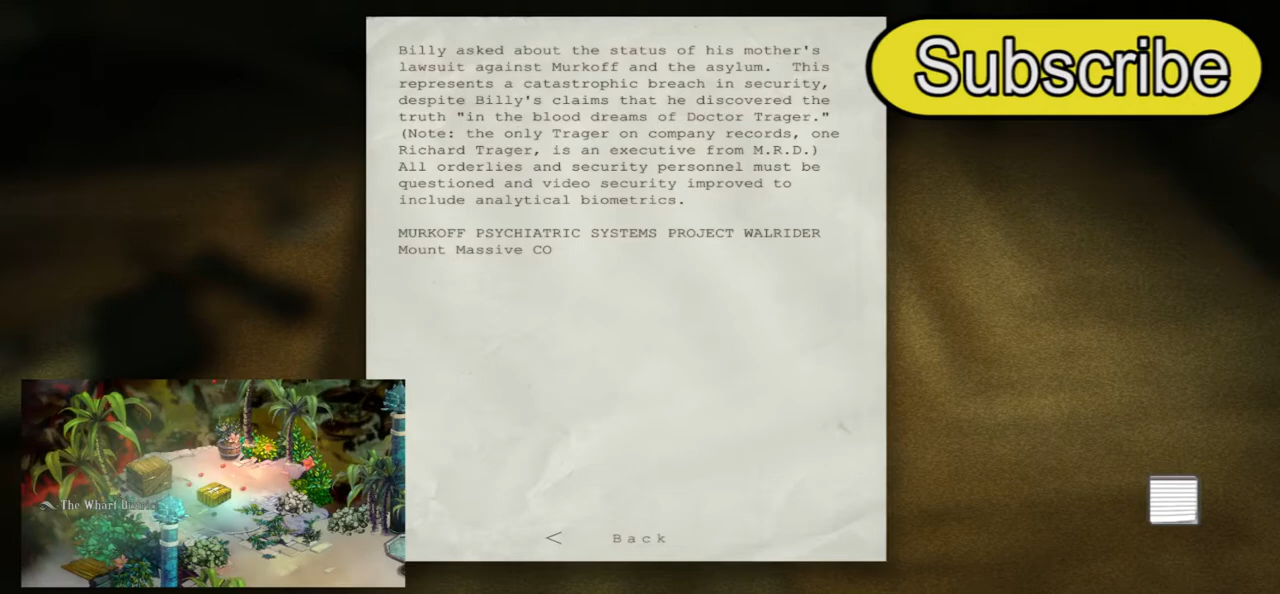 Billy asked about the status of his mother's
lawsuit against Murkoff and the asylum.  This
represents a catastrophic breach in security,
despite Billy's claims that he discovered the
truth "in the blood dreams of Doctor Trager."
(Note: the only Trager on company records, one
Richard Trager, is an executive from M.R.D.)
All orderlies and security personnel must be
questioned and video security improved to
include analytical biometrics.
MURKOFF PSYCHIATRIC SYSTEMS PROJECT WALRIDER
Mount Massive CO
< Back
Subscribe
The Wharf District